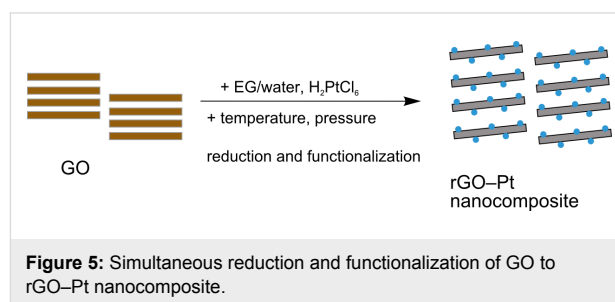 + EG/water, H₂PtCl₆
+ temperature, pressure
reduction and functionalization
GO
rGO–Pt
nanocomposite
Figure 5: Simultaneous reduction and functionalization of GO to
rGO–Pt nanocomposite.